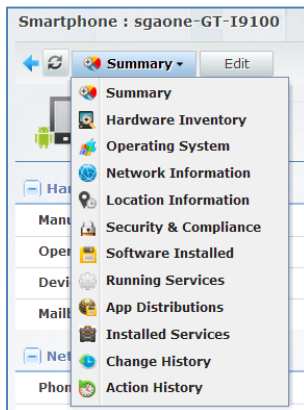 Smartphone : sgaone-GT-I9100
Summary Edit
Summary
Hardware Inventory
Operating System
Network Information
Location Information
Security & Compliance
Software Installed
Running Services
App Distributions
Installed Services
Change History
Action History